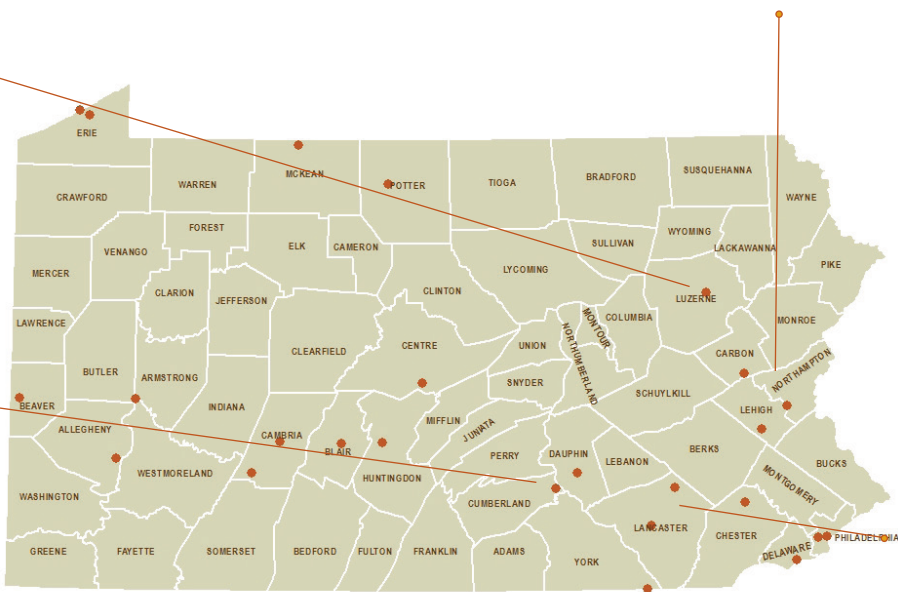 ERIE
CRAWFORD
WARREN
MCKEAN
POTTER
TIOGA
BRADFORD
SUSQUEHANNA
WAYNE
FOREST
VENANGO
ELK
CAMERON
SULLIVAN
WYOMING
LACKAWANNA
PIKE
MERCER
CLARION
JEFFERSON
CLINTON
LYCOMING
LUZERNE
LAWRENCE
COLUMBIA
MONTOUR
MONROE
BUTLER
ARMSTRONG
CLEARFIELD
CENTRE
UNION
NORTHUMBERLAND
CARBON
NORTHAMPTON
SNYDER
SCHUYLKILL
BEAVER
INDIANA
LEHIGH
ALLEGHENY
CAMBRIA
BLAIR
MIFFLIN
JUNIATA
PERRY
DAUPHIN
LEBANON
BERKS
BUCKS
WESTMORELAND
HUNTINGDON
MONTGOMERY
WASHINGTON
CUMBERLAND
LANCASTER
CHESTER
PHILADELPHIA
GREENE
FAYETTE
SOMERSET
BEDFORD
FULTON
FRANKLIN
ADAMS
YORK
DELAWARE